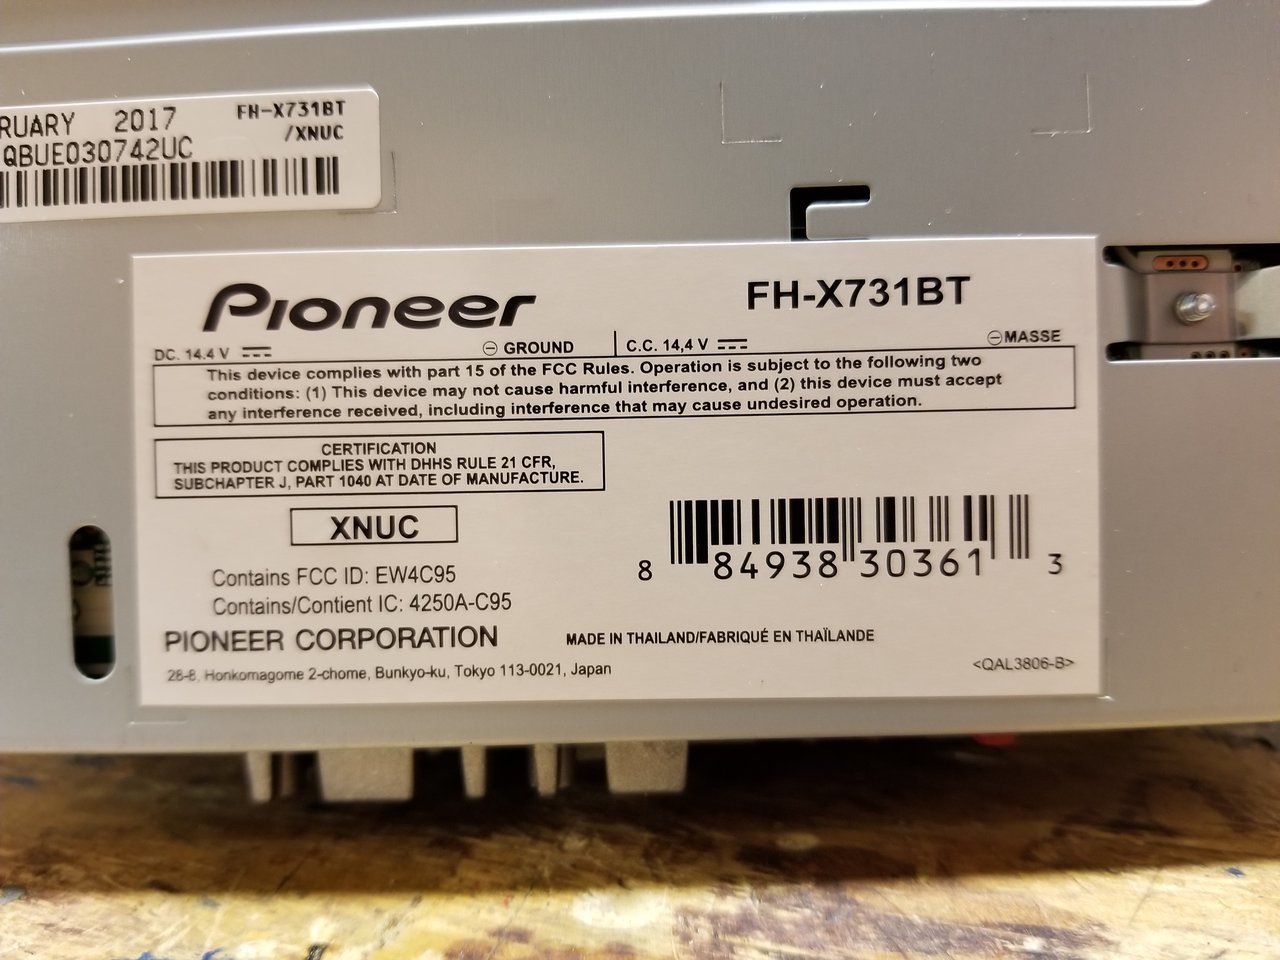 RUARY 2017 FH-X731BT
/XNUC
QBUE030742UC
Pioneer FH-X731BT
DC. 14.4 V GROUND C.C. 14,4 V MASSE
This device complies with part 15 of the FCC Rules. Operation is subject to the following two
conditions: (1) This device may not cause harmful interference, and (2) this device must accept
any interference received, including interference that may cause undesired operation.
CERTIFICATION
THIS PRODUCT COMPLIES WITH DHHS RULE 21 CFR,
SUBCHAPTER J, PART 1040 AT DATE OF MANUFACTURE.
XNUC
8 84938 30361 3
Contains FCC ID: EW4C95
Contains/Contient IC: 4250A-C95
PIONEER CORPORATION MADE IN THAILAND/FABRIQUÉ EN THAÏLANDE
28-8, Honkomagome 2-chome, Bunkyo-ku, Tokyo 113-0021, Japan <QAL3806-B>